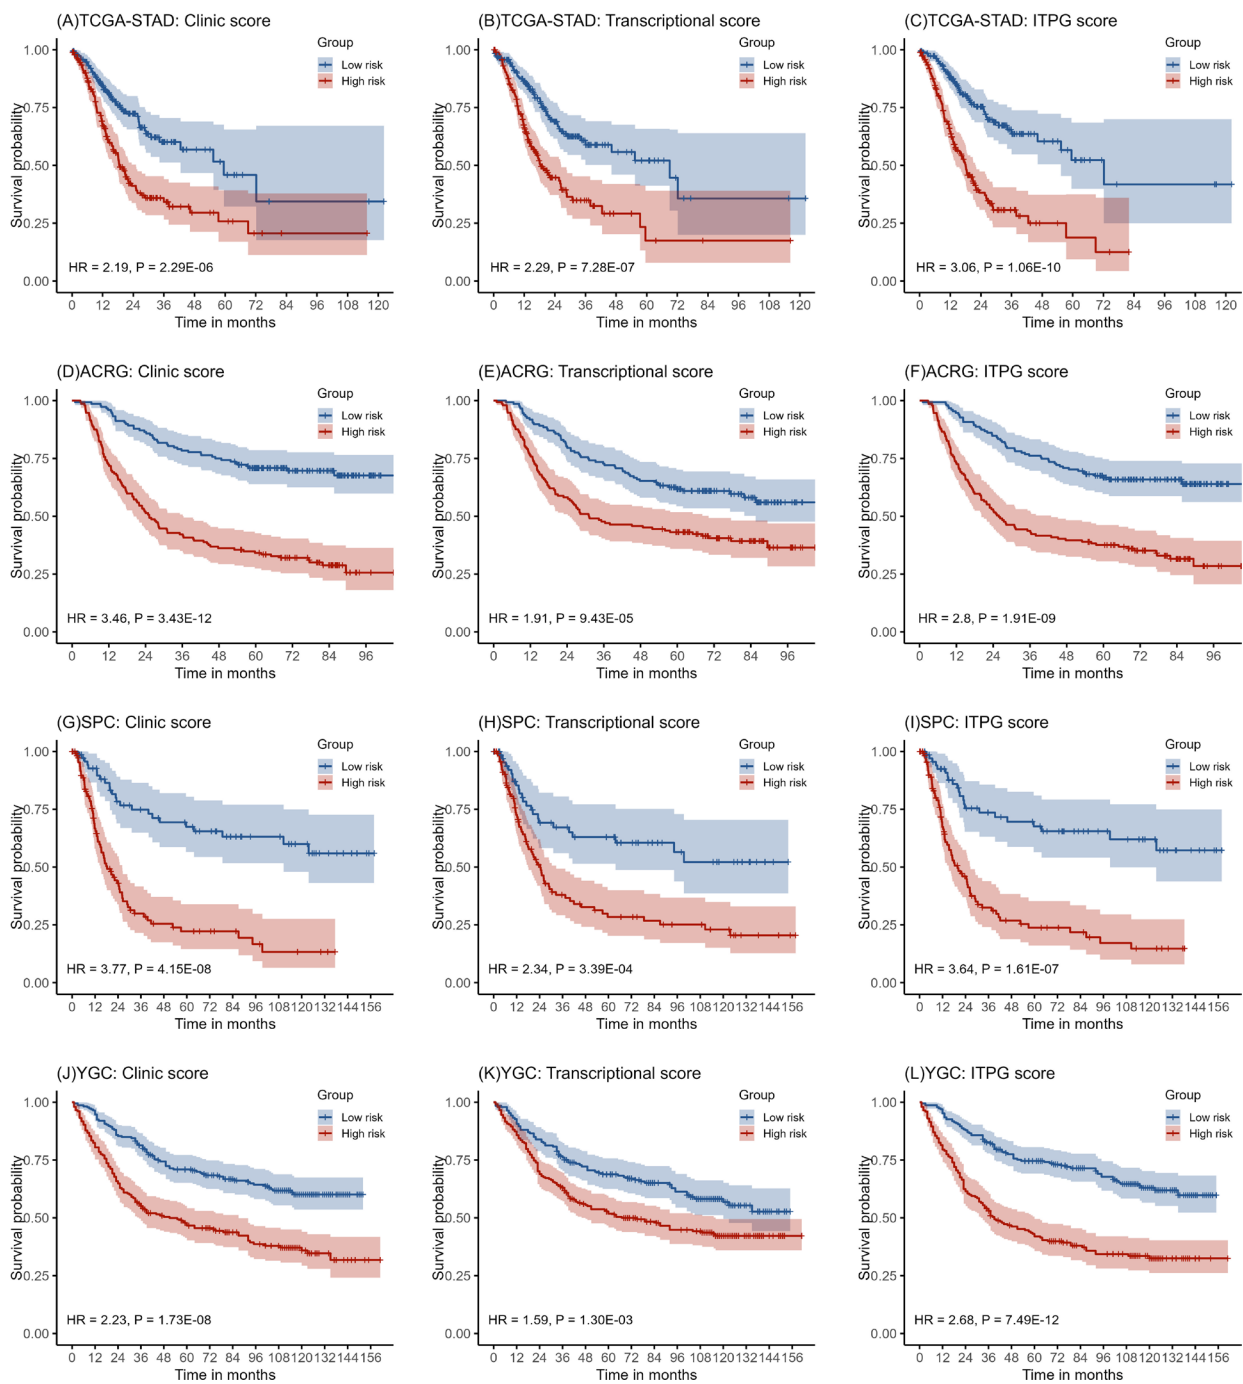 (A)TCGA-STAD: Clinic score
Group
Low risk
High risk
Survival probability
1.00
0.75
0.50
0.25
0.00
HR = 2.19, P = 2.29E-06
0 12 24 36 48 60 72 84 96 108 122
Time in months
(B)TCGA-STAD: Transcriptional score
Group
Low risk
High risk
Survival probability
1.00
0.75
0.50
0.25
0.00
HR = 2.29, P = 7.28E-07
0 12 24 36 48 60 72 84 96 108 122
Time in months
(C)TCGA-STAD: ITPG score
Group
Low risk
High risk
Survival probability
1.00
0.75
0.50
0.25
0.00
HR = 3.06, P = 1.06E-10
0 12 24 36 48 60 72 84 96 108 120
Time in months
(D)ACRG: Clinic score
Group
Low risk
High risk
Survival probability
1.00
0.75
0.50
0.25
0.00
HR = 3.46, P = 3.43E-12
0 12 24 36 48 60 72 84 96
Time in months
(E)ACRG: Transcriptional score
Group
Low risk
High risk
Survival probability
1.00
0.75
0.50
0.25
0.00
HR = 1.91, P = 9.43E-05
0 12 24 36 48 60 72 84 96
Time in months
(F)ACRG: ITPG score
Group
Low risk
High risk
Survival probability
1.00
0.75
0.50
0.25
0.00
HR = 2.8, P = 1.91E-09
0 12 24 36 48 60 72 84 96
Time in months
(G)SPC: Clinic score
Group
Low risk
High risk
Survival probability
1.00
0.75
0.50
0.25
0.00
HR = 3.77, P = 4.15E-08
0 12 24 36 48 60 72 84 96 108 120 132 144 156
Time in months
(H)SPC: Transcriptional score
Group
Low risk
High risk
Survival probability
1.00
0.75
0.50
0.25
0.00
HR = 2.34, P = 3.39E-04
0 12 24 36 48 60 72 84 96 108 120 132 144 156
Time in months
(I)SPC: ITPG score
Group
Low risk
High risk
Survival probability
1.00
0.75
0.50
0.25
0.00
HR = 3.64, P = 1.61E-07
0 12 24 36 48 60 72 84 96 108 120 132 144 156
Time in months
(J)YGC: Clinic score
Group
Low risk
High risk
Survival probability
1.00
0.75
0.50
0.25
0.00
HR = 2.23, P = 1.73E-08
0 12 24 36 48 60 72 84 96 108 120 132 144 156
Time in months
(K)YGC: Transcriptional score
Group
Low risk
High risk
Survival probability
1.00
0.75
0.50
0.25
0.00
HR = 1.59, P = 1.30E-03
0 12 24 36 48 60 72 84 96 108 120 132 144 156
Time in months
(L)YGC: ITPG score
Group
Low risk
High risk
Survival probability
1.00
0.75
0.50
0.25
0.00
HR = 2.68, P = 7.49E-12
0 12 24 36 48 60 72 84 96 108 120 132 144 156
Time in months